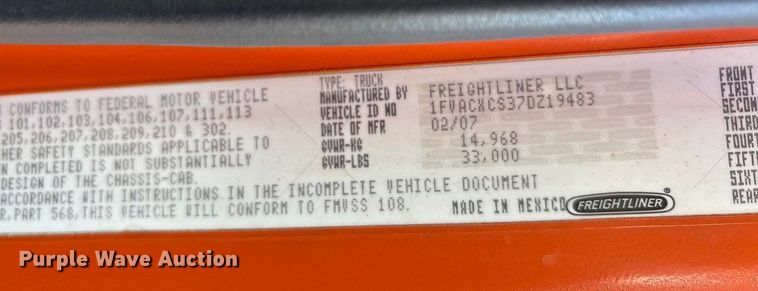 CONFORMS TO FEDERAL MOTOR VEHICLE
101,102,103,104,106,107,111,113
205,206,207,208,209,210 & 302.
HER SAFETY STANDARDS APPLICABLE TO
N COMPLETED IS NOT SUBSTANTIALLY
DESIGN OF THE CHASSIS-CAB.
ACCORDANCE WITH INSTRUCTIONS IN THE INCOMPLETE VEHICLE DOCUMENT
R,PART 568,THIS VEHICLE WILL CONFORM TO FMVSS 108.
TYPE: TRUCK
MANUFACTURED BY FREIGHTLINER LLC
VEHICLE ID NO 1FVACXCS37DZ19483
DATE OF MFR 02/07
GVWR-KG 14,968
GVWR-LBS 33,000
MADE IN MEXICO FREIGHTLINER ®
FRONT
FIRST
SECON
THIRD
FOURT
FIFT
SIXT
REAR
Purple Wave Auction